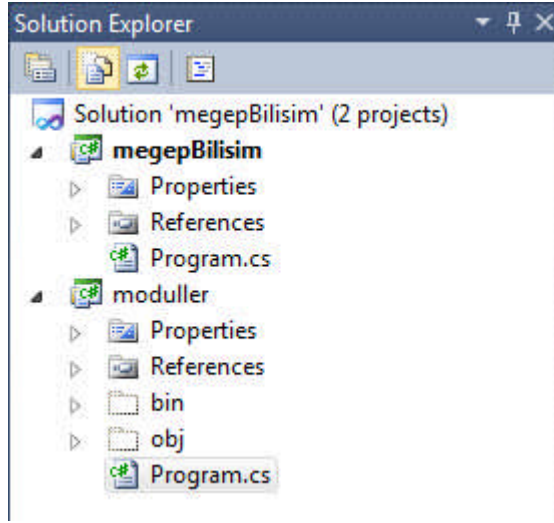 Solution Explorer
Solution 'megepBilisim' (2 projects)
megepBilisim
Properties
References
Program.cs
moduller
Properties
References
bin
obj
Program.cs